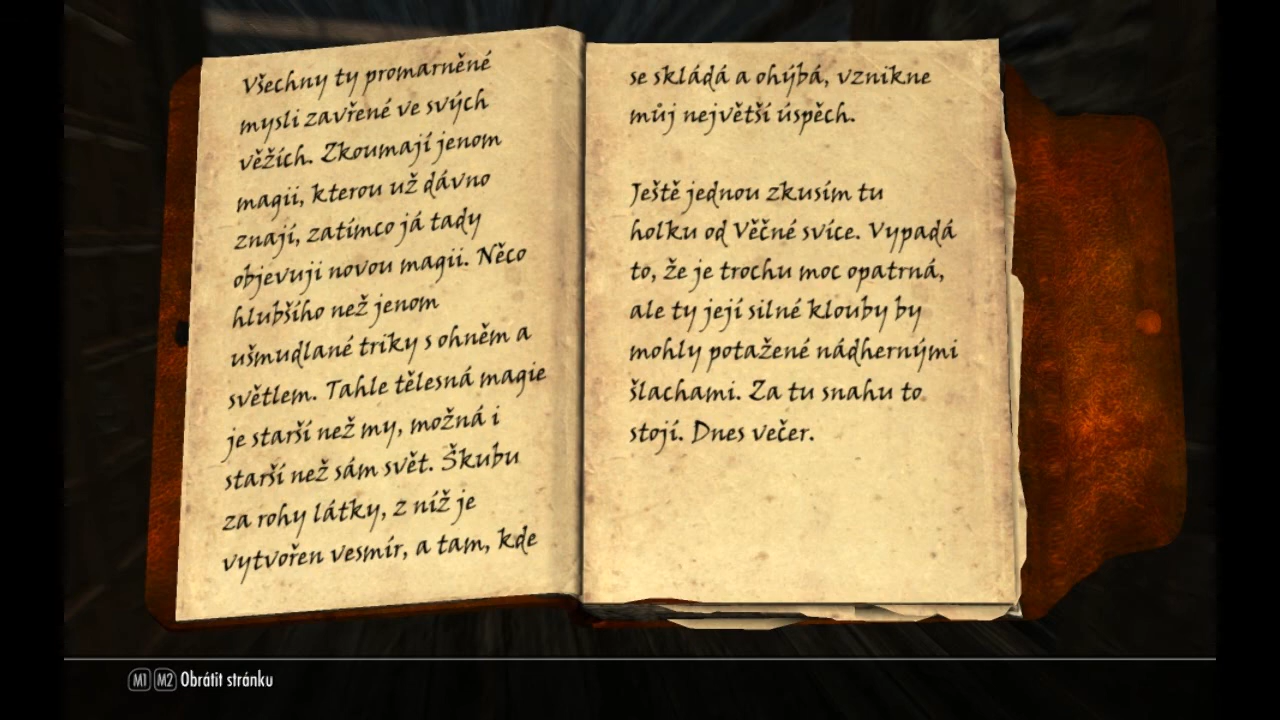 Všechny ty promarněné
mysli zavřené ve svých
věžích. Zkoumají jenom
magii, kterou už dávno
znají, zatímco já tady
objevuji novou magii. Něco
hlubšího než jenom
ušmudlané triky s ohněm a
světlem. Tahle tělesná magie
je starší než my, možná i
starší než sám svět. Škubu
za rohy látky, z níž je
vytvořen vesmír, a tam, kde
se skládá a ohýbá, vznikne
můj největší úspěch.
Ještě jednou zkusím tu
holku od Věčné svíce. Vypadá
to, že je trochu moc opatrná,
ale ty její silné klouby by
mohly potažené nádhernými
šlachami. Za tu snahu to
stojí. Dnes večer.
M1 M2 Obrátit stránku